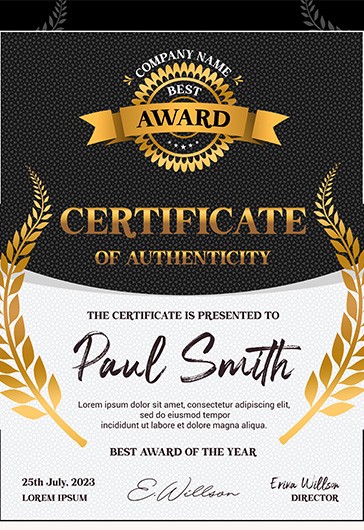 COMPANY NAME
BEST
AWARD
CERTIFICATE
OF AUTHENTICITY
THE CERTIFICATE IS PRESENTED TO
Paul Smith
Lorem ipsum dolor sit amet, consectetur adipiscing elit,
sed do eiusmod tempor incididunt
ut labore et dolore magna aliqua.
BEST AWARD OF THE YEAR
25th July, 2023
LOREM IPSUM
E.Willson
Erira Willson
DIRECTOR